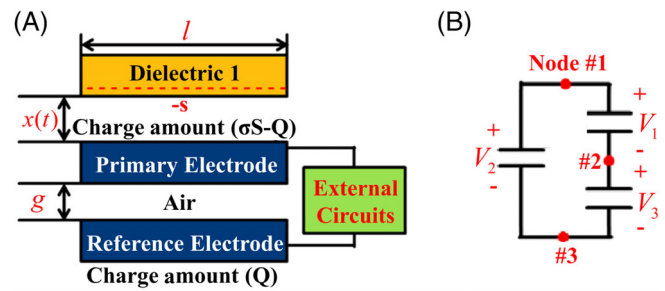 (A)
l
Dielectric 1
-s
x(t)
Charge amount (σS-Q)
Primary Electrode
g
Air
External
Circuits
Reference Electrode
Charge amount (Q)
(B)
Node #1
+
V1
-
+
V2
-
#2
+
V3
-
#3